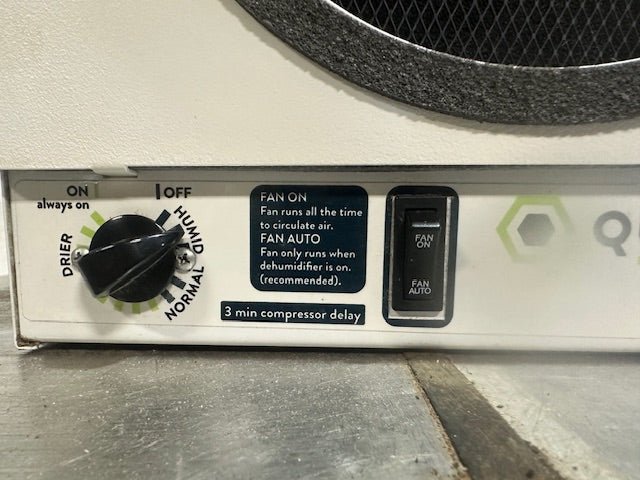 ON
always on
OFF
HUMID
NORMAL
DRIER
FAN ON
Fan runs all the time
to circulate air.
FAN AUTO
Fan only runs when
dehumidifier is on.
(recommended).
3 min compressor delay
FAN
ON
FAN
AUTO